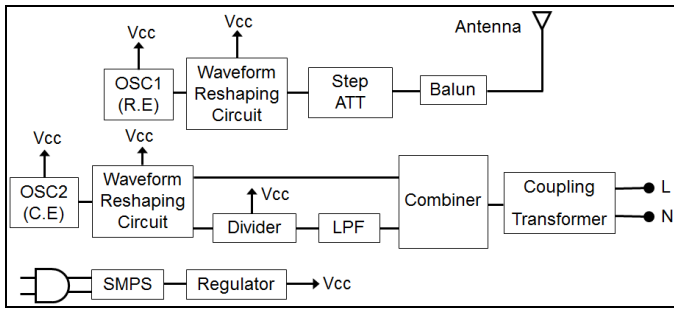 Antenna
Vcc
Vcc
OSC1
(R.E)
Waveform
Reshaping
Circuit
Step
ATT
Balun
Vcc
Vcc
OSC2
(C.E)
Waveform
Reshaping
Circuit
Vcc
Divider
LPF
Combiner
Coupling
Transformer
L
N
SMPS
Regulator
Vcc